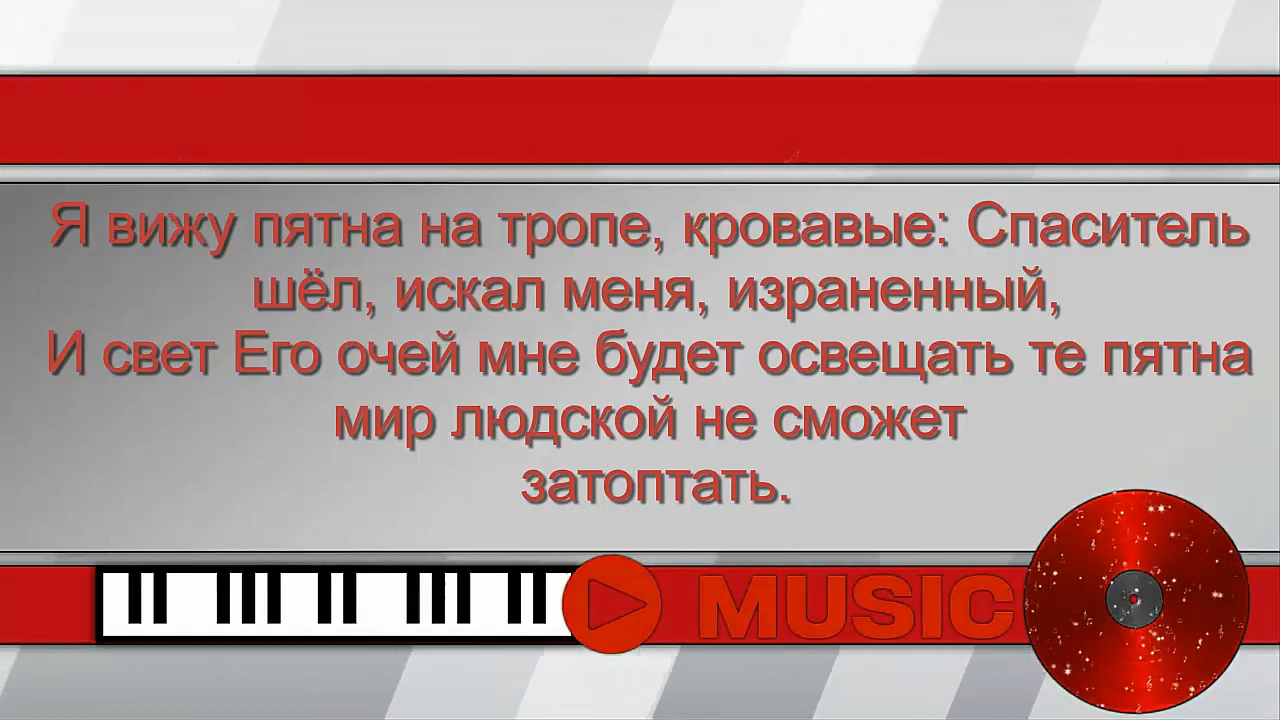 Я вижу пятна на тропе, кровавые: Спаситель
шёл, искал меня, израненный,
И свет Его очей мне будет освещать те пятна
мир людской не сможет
затоптать.
MUSIC